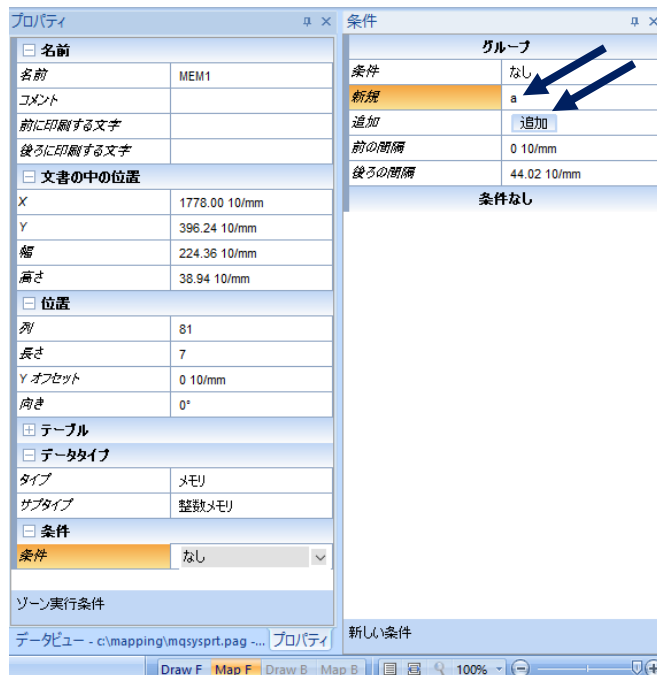 プロパティ
名前
名前 MEM1
コメント
前に印刷する文字
後ろに印刷する文字
文書の中の位置
X 1778.00 10/mm
Y 396.24 10/mm
幅 224.36 10/mm
高さ 38.94 10/mm
位置
列 81
長さ 7
Y オフセット 0 10/mm
向き 0°
テーブル
データタイプ
タイプ メモリ
サブタイプ 整数メモリ
条件
条件 なし
ゾーン実行条件
データビュー - c:\mapping\mqsysprt.pag -... プロパティ
条件
グループ
条件 なし
新規 a
追加 追加
前の間隔 0 10/mm
後ろの間隔 44.02 10/mm
条件なし
新しい条件
Draw F Map F Draw B Map B 100%